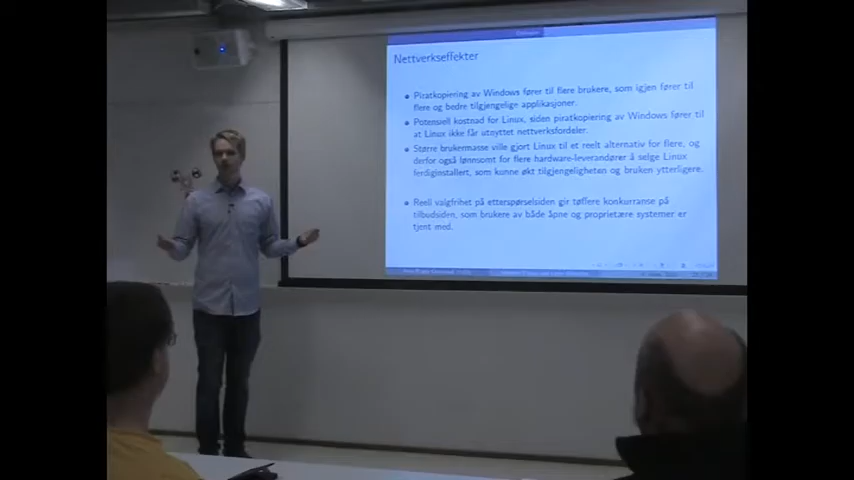 Nettverkseffekter
Piratkopiering av Windows fører til flere brukere, som igjen fører til
flere og bedre tilgjengelige applikasjoner.
Potensiell kostnad for Linux, siden piratkopiering av Windows fører til
at Linux ikke får utnyttet nettverksfordeler.
Større brukermasse ville gjort Linux til et reelt alternativ for flere, og
derfor også lønnsomt for flere hardware-leverandører å selge Linux
ferdiginstallert, som kunne økt tilgjengeligheten og bruken ytterligere.
Reell valgfrihet på etterspørselsiden gir tøffere konkurranse på
tilbudsiden, som brukere av både åpne og proprietære systemer er
tjent med.